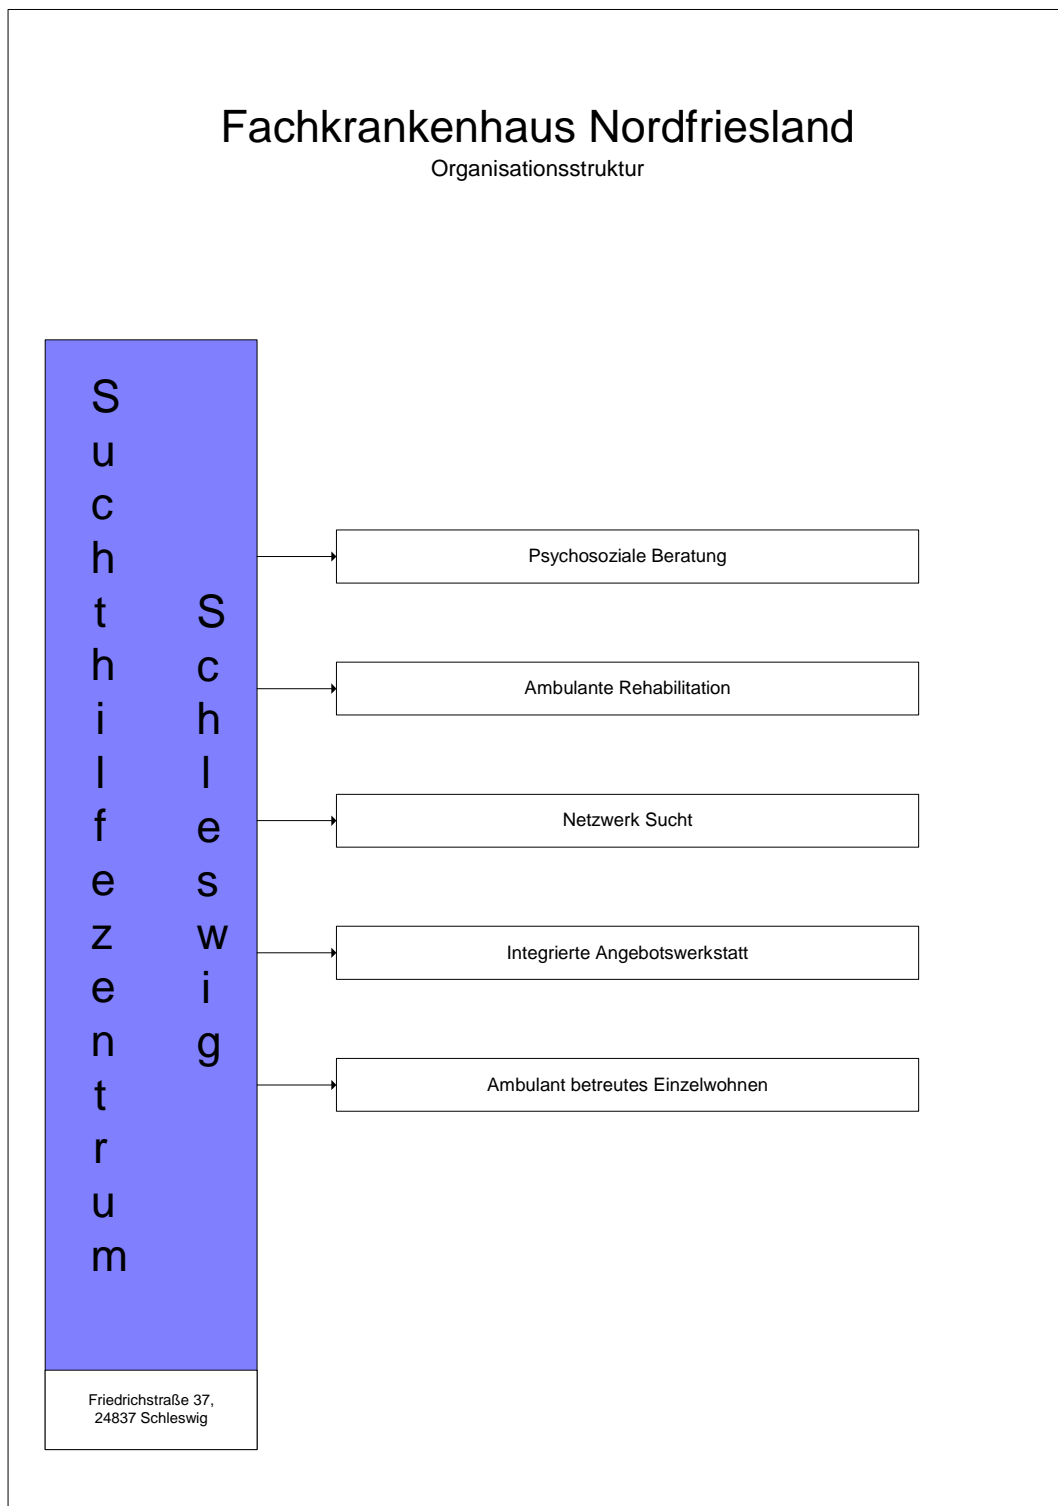 Fachkrankenhaus Nordfriesland
Organisationsstruktur
Suchthilfezentrum
Schleswig
Psychosoziale Beratung
Ambulante Rehabilitation
Netzwerk Sucht
Integrierte Angebotswerkstatt
Ambulant betreutes Einzelwohnen
Friedrichstraße 37,
24837 Schleswig